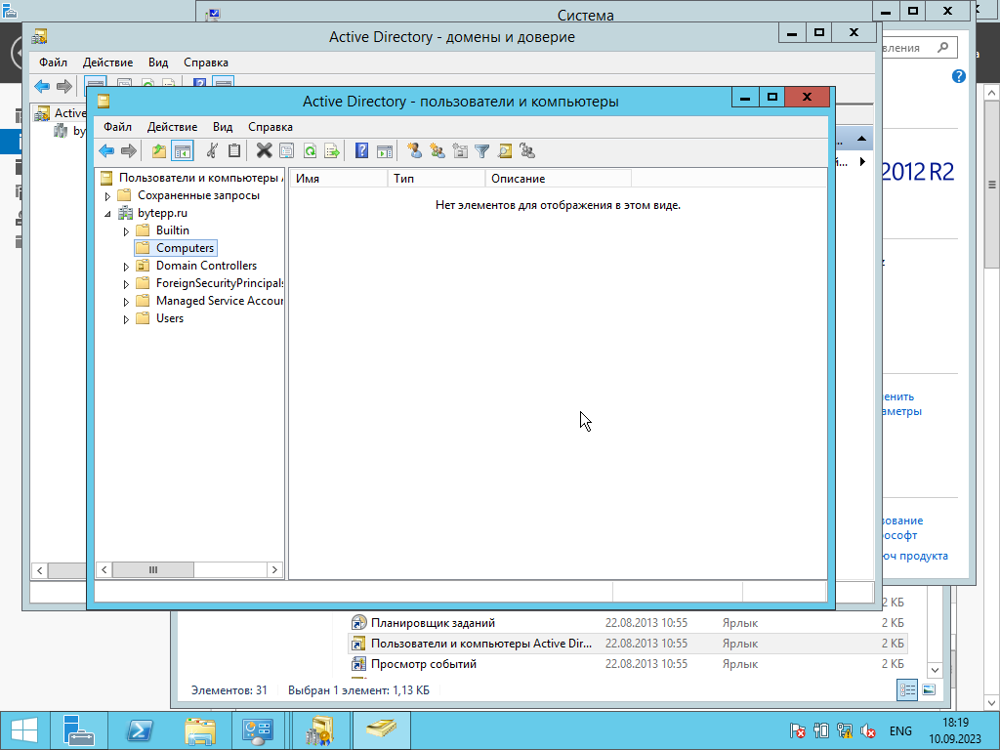 Система
Active Directory - домены и доверие
Файл Действие Вид Справка
Active Directory - пользователи и компьютеры
Файл Действие Вид Справка
Пользователи и компьютеры
Имя Тип Описание
Сохраненные запросы
Нет элементов для отображения в этом виде.
bytepp.ru
Builtin
Computers
Domain Controllers
ForeignSecurityPrincipals
Managed Service Accour
Users
Active
by
вления
2012 R2
енить
аметры
ование
ософт
юч продукта
2 КБ
Планировщик заданий 22.08.2013 10:55 Ярлык 2 КБ
Пользователи и компьютеры Active Dir... 22.08.2013 10:55 Ярлык 2 КБ
Просмотр событий 22.08.2013 10:55 Ярлык 2 КБ
Элементов: 31 Выбран 1 элемент: 1,13 КБ
ENG
18:19
10.09.2023